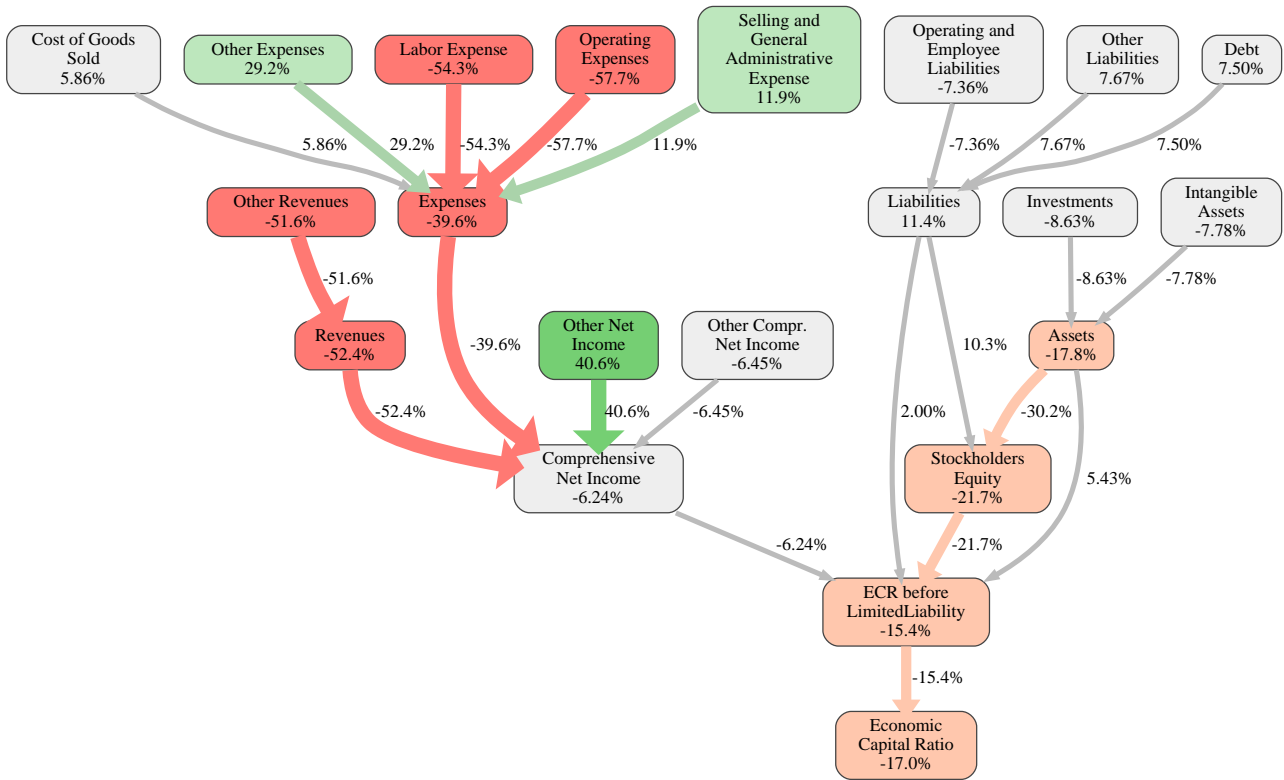 Cost of Goods
Sold
5.86%
Other Expenses
29.2%
Labor Expense
-54.3%
Operating
Expenses
-57.7%
Selling and
General
Administrative
Expense
11.9%
Operating and
Employee
Liabilities
-7.36%
Other
Liabilities
7.67%
Debt
7.50%
5.86%
29.2%
-54.3%
-57.7%
11.9%
-7.36%
7.67%
7.50%
Other Revenues
-51.6%
Expenses
-39.6%
Liabilities
11.4%
Investments
-8.63%
Intangible
Assets
-7.78%
-51.6%
-8.63%
-7.78%
Revenues
-52.4%
-39.6%
Other Net
Income
40.6%
Other Compr.
Net Income
-6.45%
10.3%
Assets
-17.8%
-52.4%
40.6%
-6.45%
2.00%
-30.2%
Comprehensive
Net Income
-6.24%
Stockholders
Equity
-21.7%
5.43%
-6.24%
-21.7%
ECR before
LimitedLiability
-15.4%
-15.4%
Economic
Capital Ratio
-17.0%